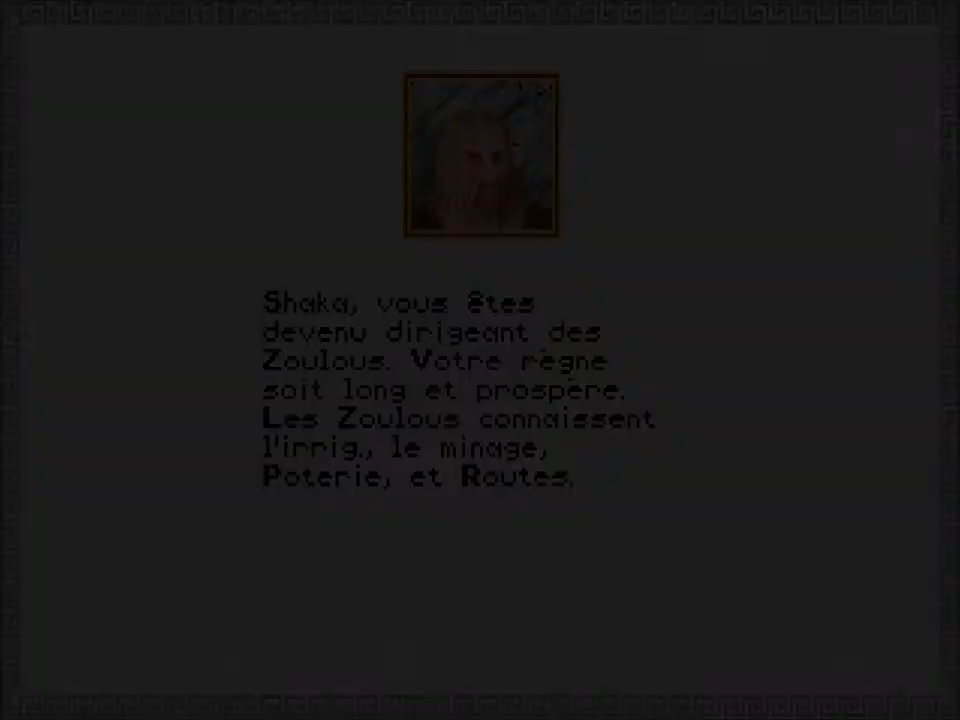 Shaka, vous êtes
devenu dirigeant des
Zoulous. Votre règne
soit long et prospère.
Les Zoulous connaissent
l'irrig., le minage,
Poterie, et Routes.